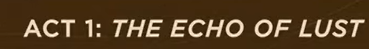 ACT 1: THE ECHO OF LUST